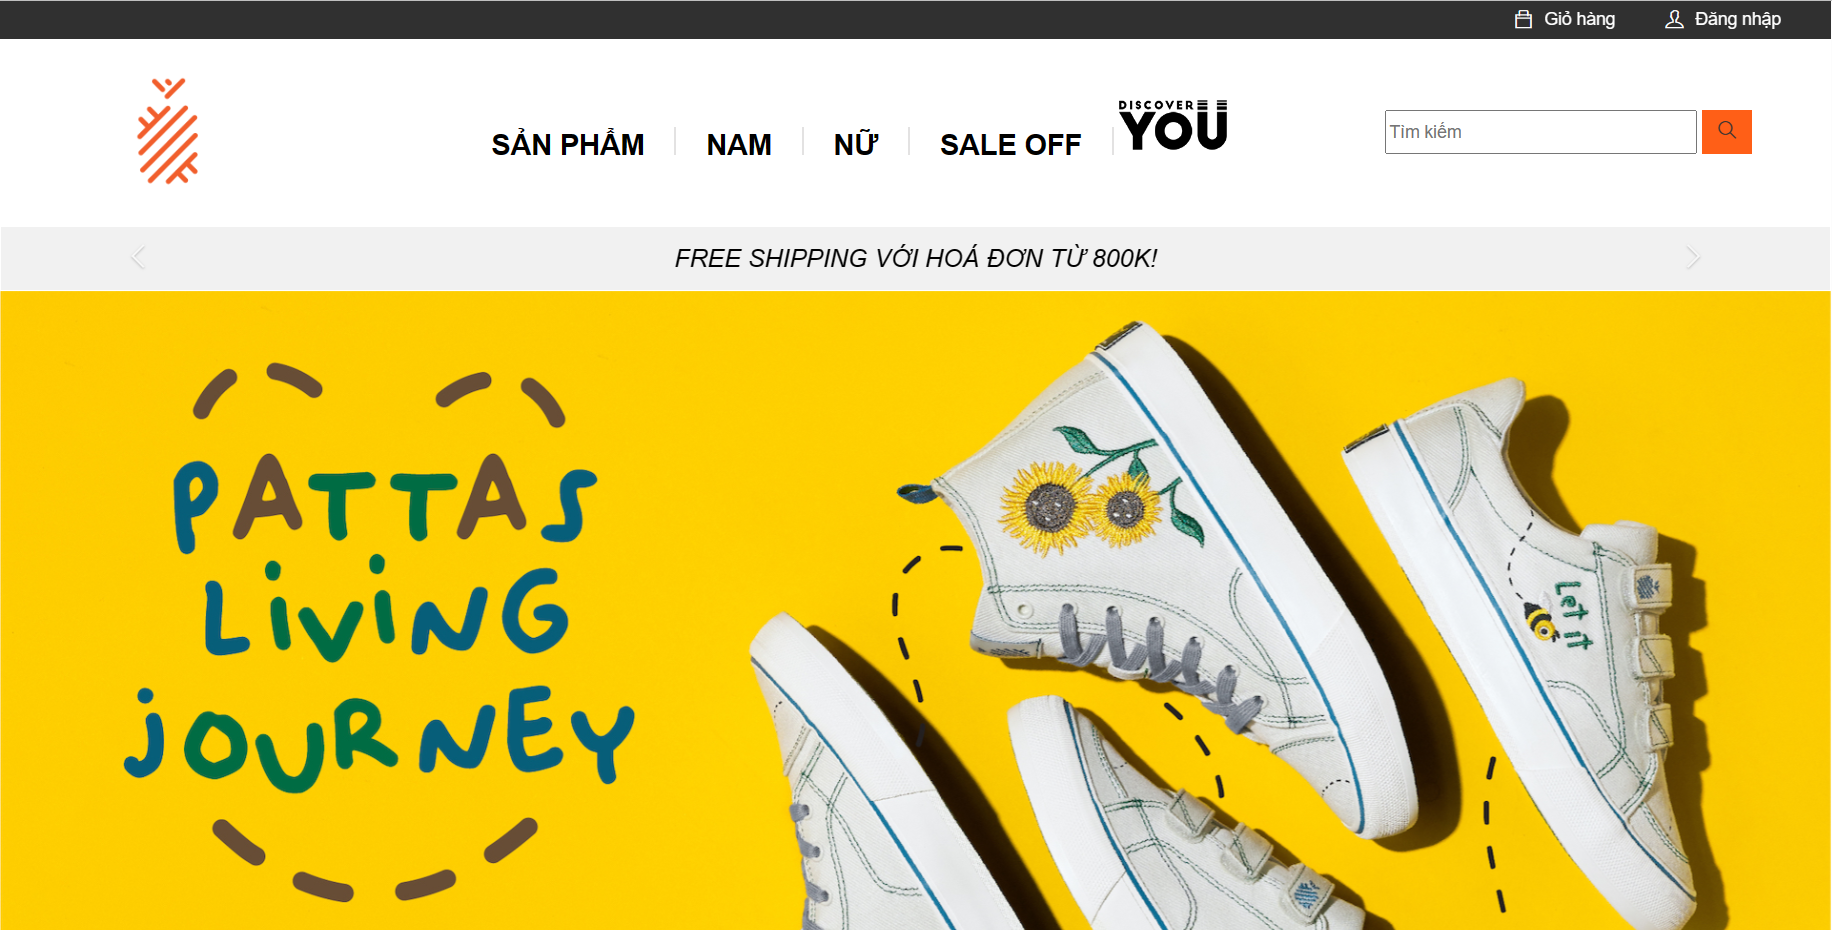 Giỏ hàng
Đăng nhập
SẢN PHẨM
NAM
NỮ
SALE OFF
DISCOVER
YOU
Tìm kiếm
FREE SHIPPING VỚI HOÁ ĐƠN TỪ 800K!
PATTAS
LiViNG
jOURNEY
Let it